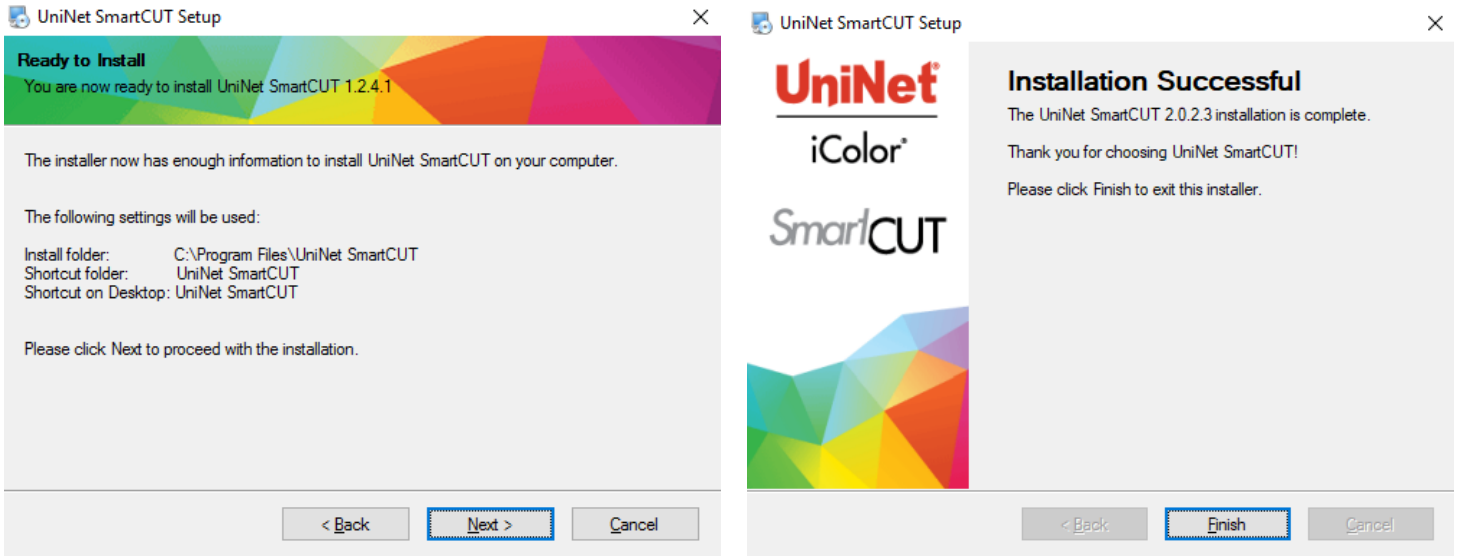 UniNet SmartCUT Setup
Ready to Install
You are now ready to install UniNet SmartCUT 1.2.4.1
The installer now has enough information to install UniNet SmartCUT on your computer.
The following settings will be used:
Install folder: C:\Program Files\UniNet SmartCUT
Shortcut folder: UniNet SmartCUT
Shortcut on Desktop: UniNet SmartCUT
Please click Next to proceed with the installation.
< Back
Next >
Cancel
UniNet SmartCUT Setup
UniNet®
iColor®
SmartCUT
Installation Successful
The UniNet SmartCUT 2.0.2.3 installation is complete.
Thank you for choosing UniNet SmartCUT!
Please click Finish to exit this installer.
< Back
Finish
Cancel